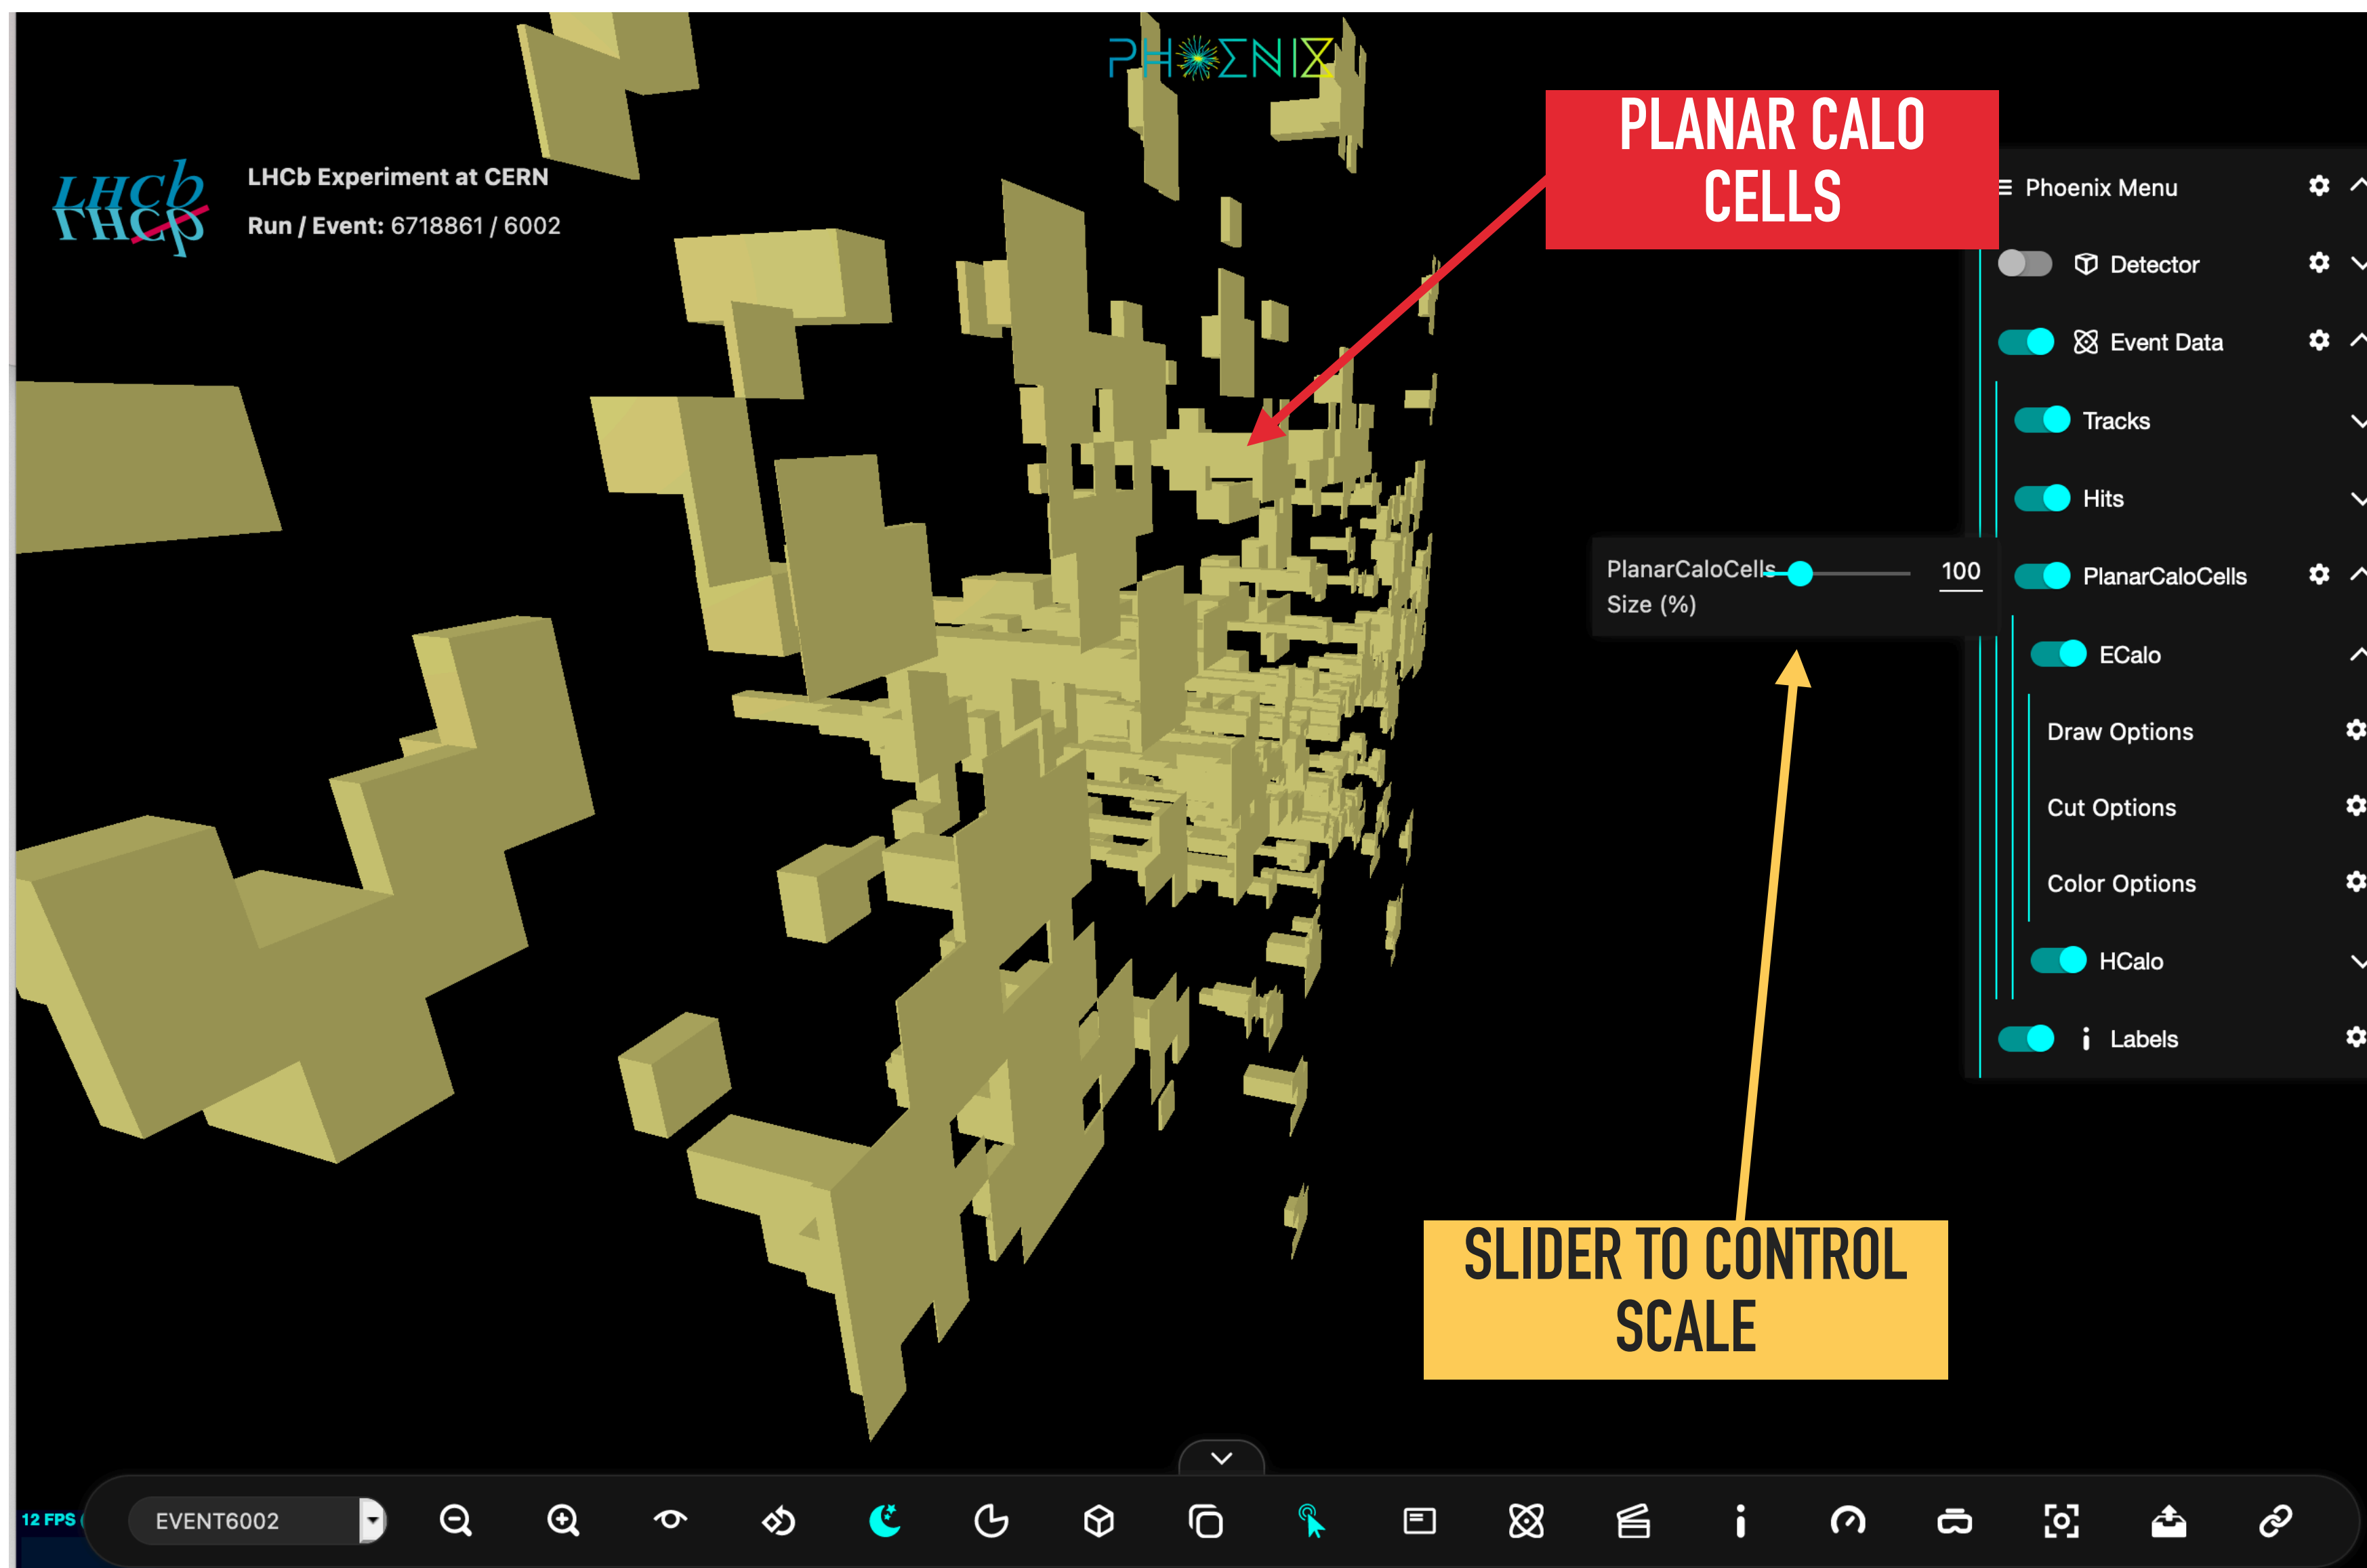 PHΣNIX
PLANAR CALO
CELLS
LHCb
LHCb Experiment at CERN
Run / Event: 6718861 / 6002
Phoenix Menu
Detector
Event Data
Tracks
Hits
PlanarCaloCells
Size (%)
100
PlanarCaloCells
ECalo
Draw Options
Cut Options
Color Options
HCalo
Labels
SLIDER TO CONTROL
SCALE
12 FPS
EVENT6002